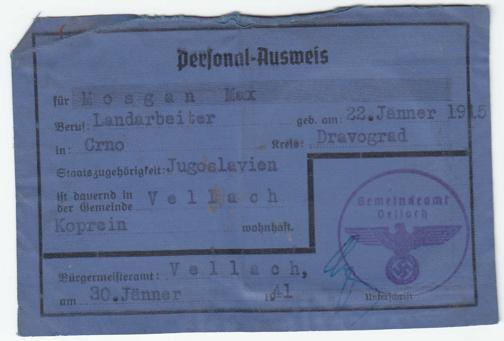 Personal-Ausweis
für Mosgan Max
Beruf: Landarbeiter geb. am: 22.Jänner 1915
in: Crno Kreis: Dravograd
Staatszugehörigkeit: Jugoslavien
ist dauernd in
der Gemeinde Vellach
Koprein wohnhaft.
Gemeindeamt
Vellach
Bürgermeisteramt: Vellach,
am 30.Jänner 1941
Unterschrift